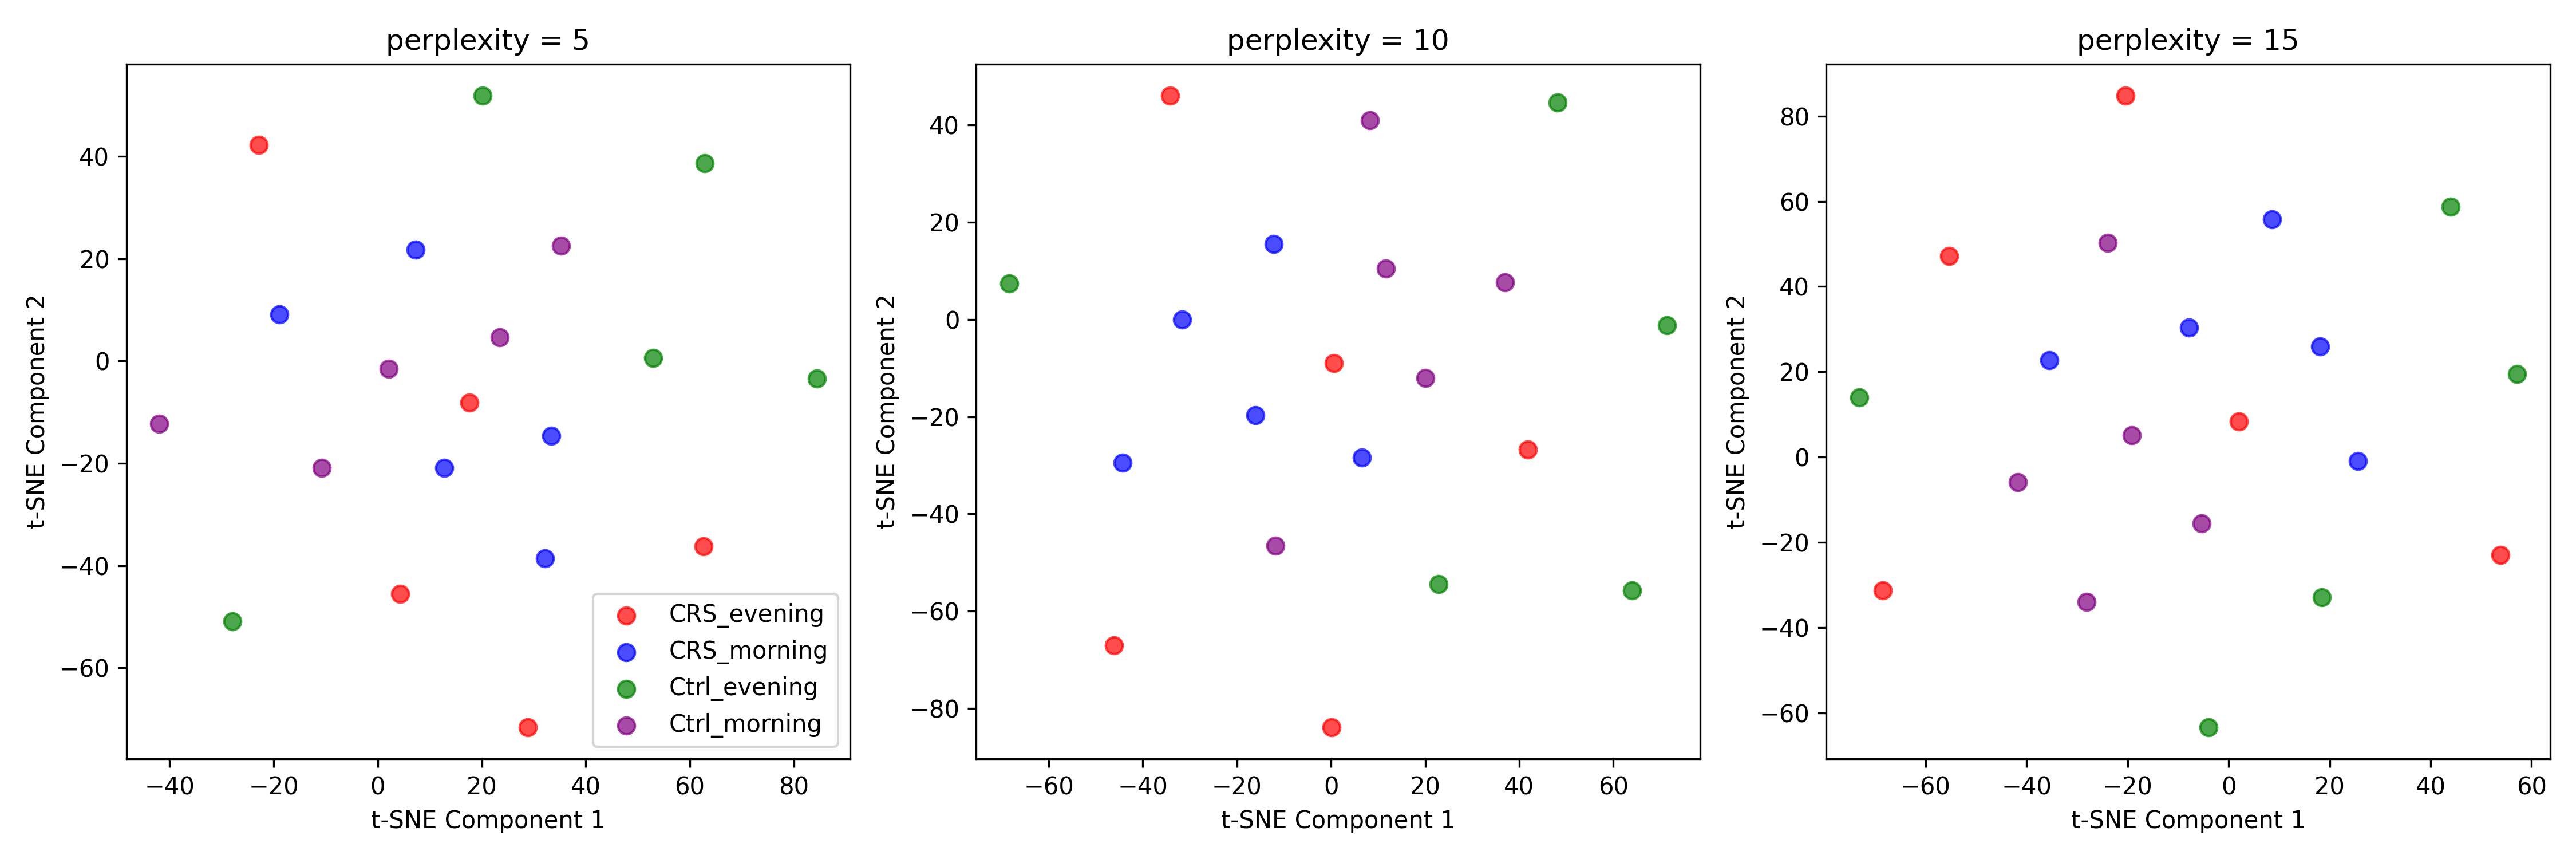 perplexity = 5
40
20
0
−20
−40
−60
t-SNE Component 2
−40 −20 0 20 40 60 80
t-SNE Component 1
CRS_evening
CRS_morning
Ctrl_evening
Ctrl_morning
perplexity = 10
40
20
0
−20
−40
−60
−80
t-SNE Component 2
−60 −40 −20 0 20 40 60
t-SNE Component 1
perplexity = 15
80
60
40
20
0
−20
−40
−60
t-SNE Component 2
−60 −40 −20 0 20 40 60
t-SNE Component 1